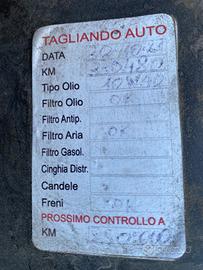 TAGLIANDO AUTO
DATA
KM
Tipo Olio 10W40
Filtro Olio OK
Filtro Antip.
Filtro Aria OK
Filtro Gasol.
Cinghia Distr.
Candele
Freni OK
PROSSIMO CONTROLLO A
KM